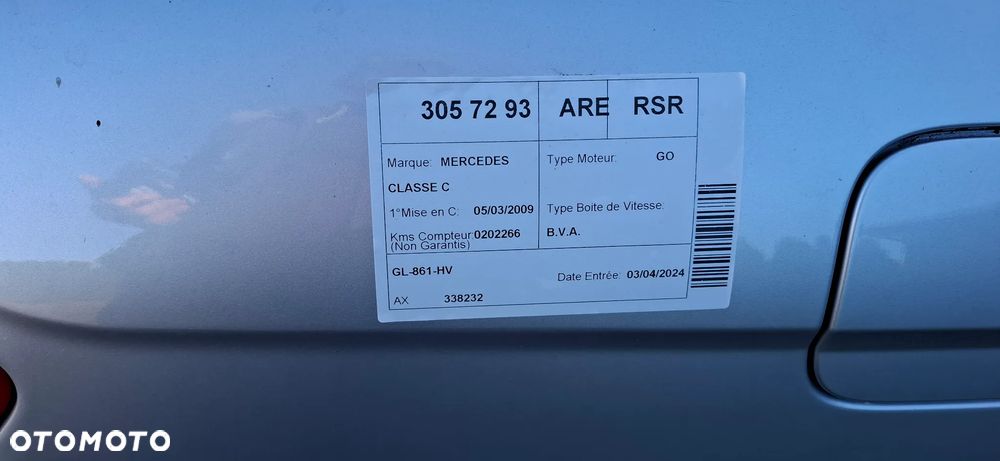 305 72 93 ARE RSR
Marque: MERCEDES Type Moteur: GO
CLASSE C
1°Mise en C: 05/03/2009 Type Boite de Vitesse:
Kms Compteur:0202266 B.V.A.
(Non Garantis)
GL-861-HV Date Entrée: 03/04/2024
AX 338232
OTOMOTO